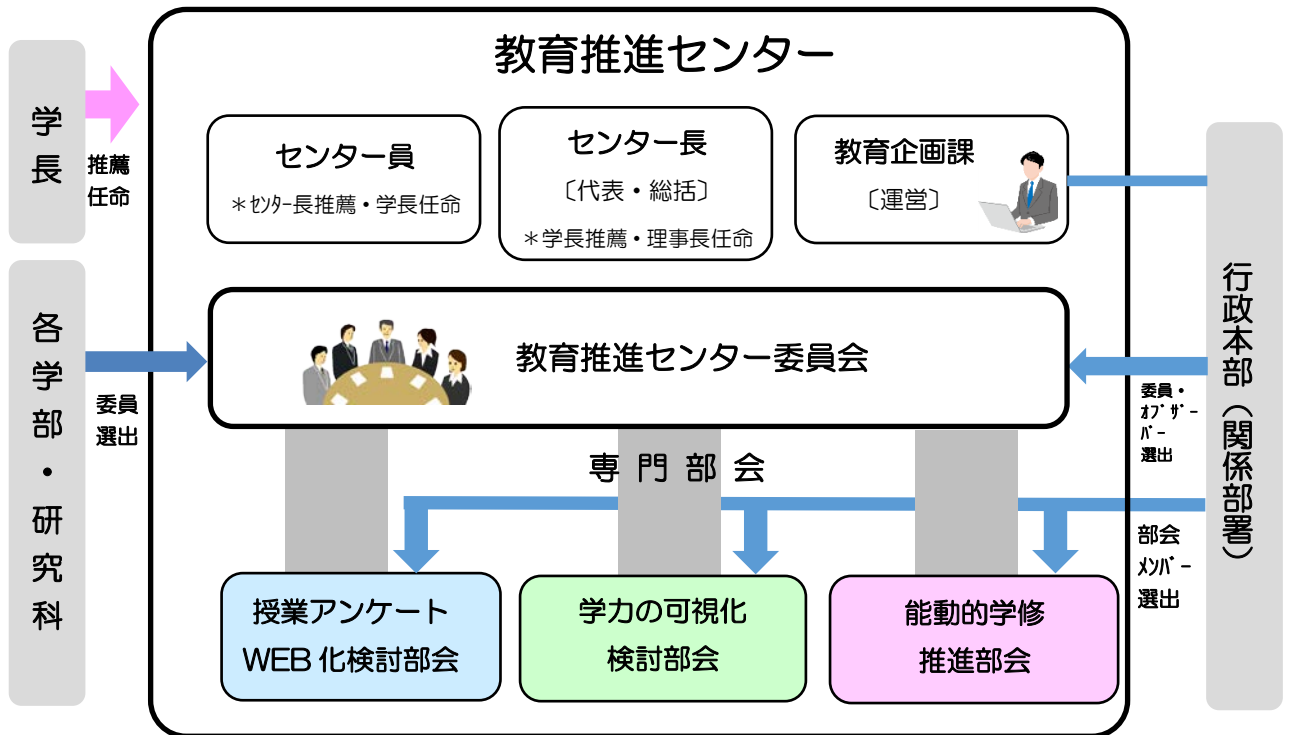 教育推進センター
学長
推薦
任命
センター員
＊ｾﾝﾀｰ長推薦・学長任命
センター長
〔代表・総括〕
＊学長推薦・理事長任命
教育企画課
〔運営〕
各学部・研究科
委員
選出
教育推進センター委員会
行政本部（関係部署）
委員・
ｵﾌﾞｻﾞｰ
ﾊﾞｰ
選出
専門部会
部会
ﾒﾝﾊﾞｰ
選出
授業アンケート
WEB化検討部会
学力の可視化
検討部会
能動的学修
推進部会